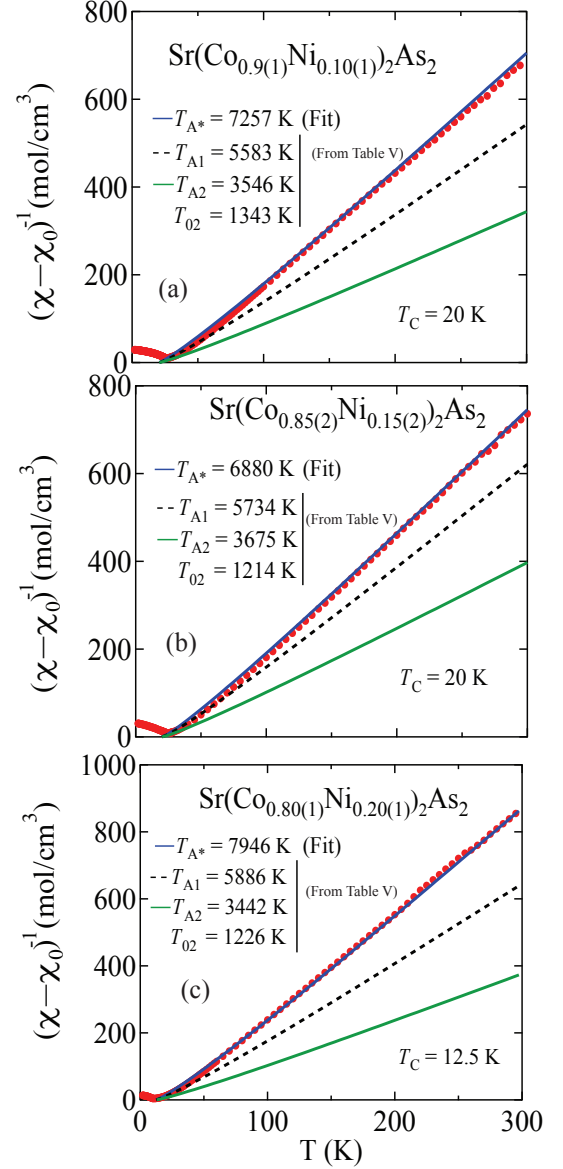 800
Sr(Co0.9(1)Ni0.10(1))2As2
600
TA* = 7257 K (Fit)
TA1 = 5583 K
(From Table V)
400
TA2 = 3546 K
T02 = 1343 K
200
(a)
TC = 20 K
0
(χ−χ0)-1 (mol/cm3)
800
Sr(Co0.85(2)Ni0.15(2))2As2
600
TA* = 6880 K (Fit)
TA1 = 5734 K
(From Table V)
TA2 = 3675 K
400
T02 = 1214 K
200
(b)
TC = 20 K
0
(χ−χ0)-1 (mol/cm3)
1000
Sr(Co0.80(1)Ni0.20(1))2As2
800
TA* = 7946 K (Fit)
TA1 = 5886 K
(From Table V)
600
TA2 = 3442 K
T02 = 1226 K
400
(c)
200
TC = 12.5 K
0
(χ−χ0)-1 (mol/cm3)
0 100 200 300
T (K)